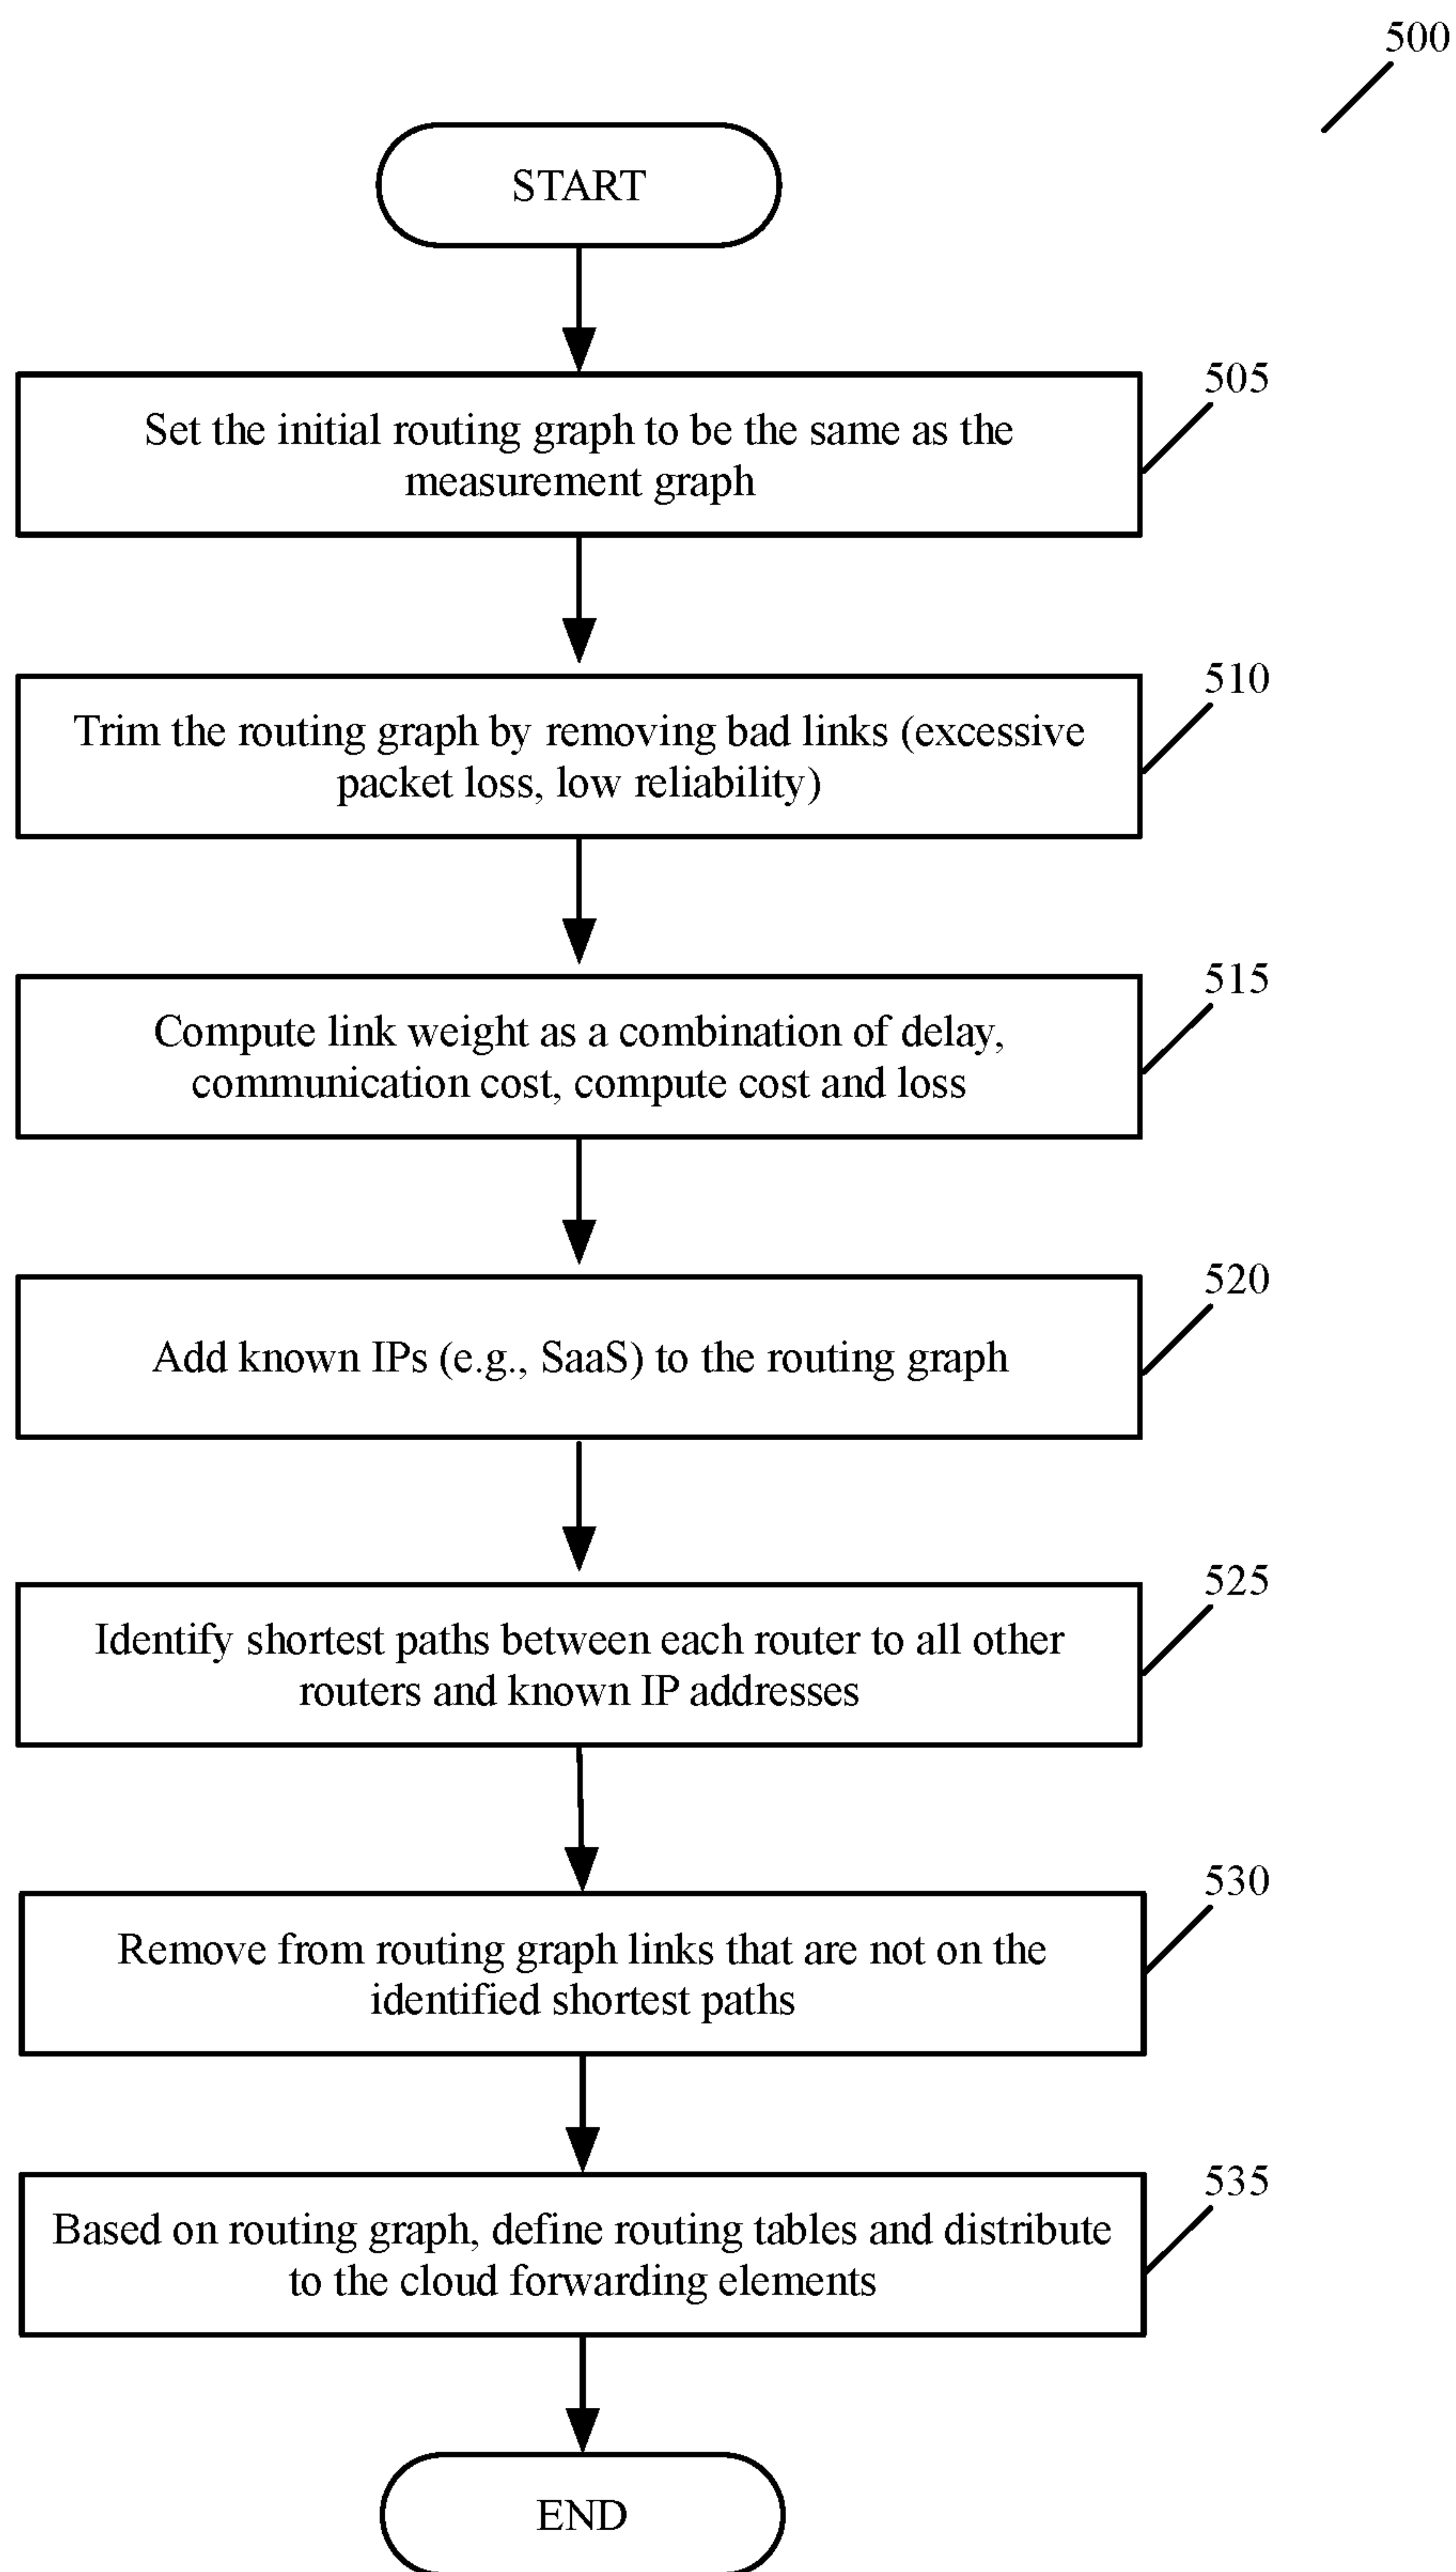 500
START
505
Set the initial routing graph to be the same as the
measurement graph
510
Trim the routing graph by removing bad links (excessive
packet loss, low reliability)
515
Compute link weight as a combination of delay,
communication cost, compute cost and loss
520
Add known IPs (e.g., SaaS) to the routing graph
525
Identify shortest paths between each router to all other
routers and known IP addresses
530
Remove from routing graph links that are not on the
identified shortest paths
535
Based on routing graph, define routing tables and distribute
to the cloud forwarding elements
END